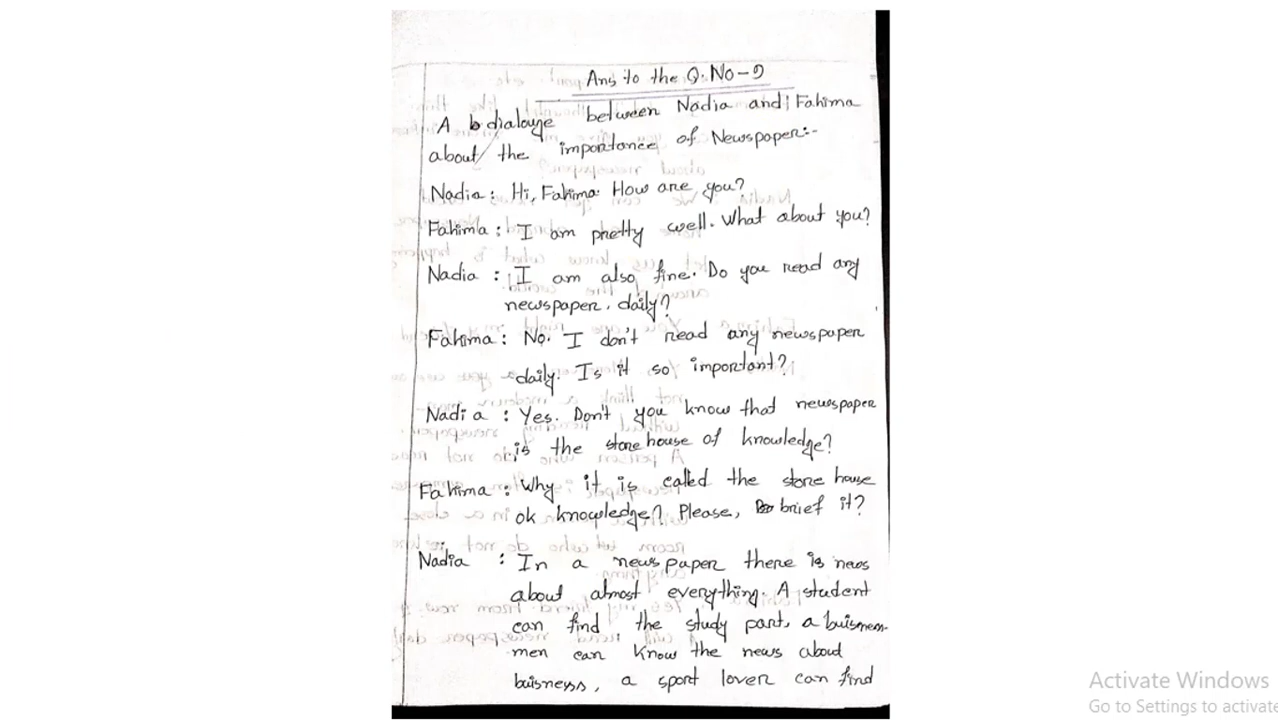 Ans to the Q. No-9
A dialouge between Nadia and Fahima
about the importance of Newspaper:-
Nadia : Hi, Fahima. How are you?
Fahima : I am pretty well. What about you?
Nadia : I am also fine. Do you read any
newspaper daily?
Fahima : No. I don't read any newspaper
daily. Is it so important?
Nadia : Yes. Don't you know that newspaper
is the store house of knowledge?
Fahima : Why it is called the store house
ok knowledge? Please, brief it?
Nadia : In a newspaper there is news
about almost everything. A student
can find the study part, a buisness-
men can know the news about
buisness, a sport lover can find
Activate Windows
Go to Settings to activate